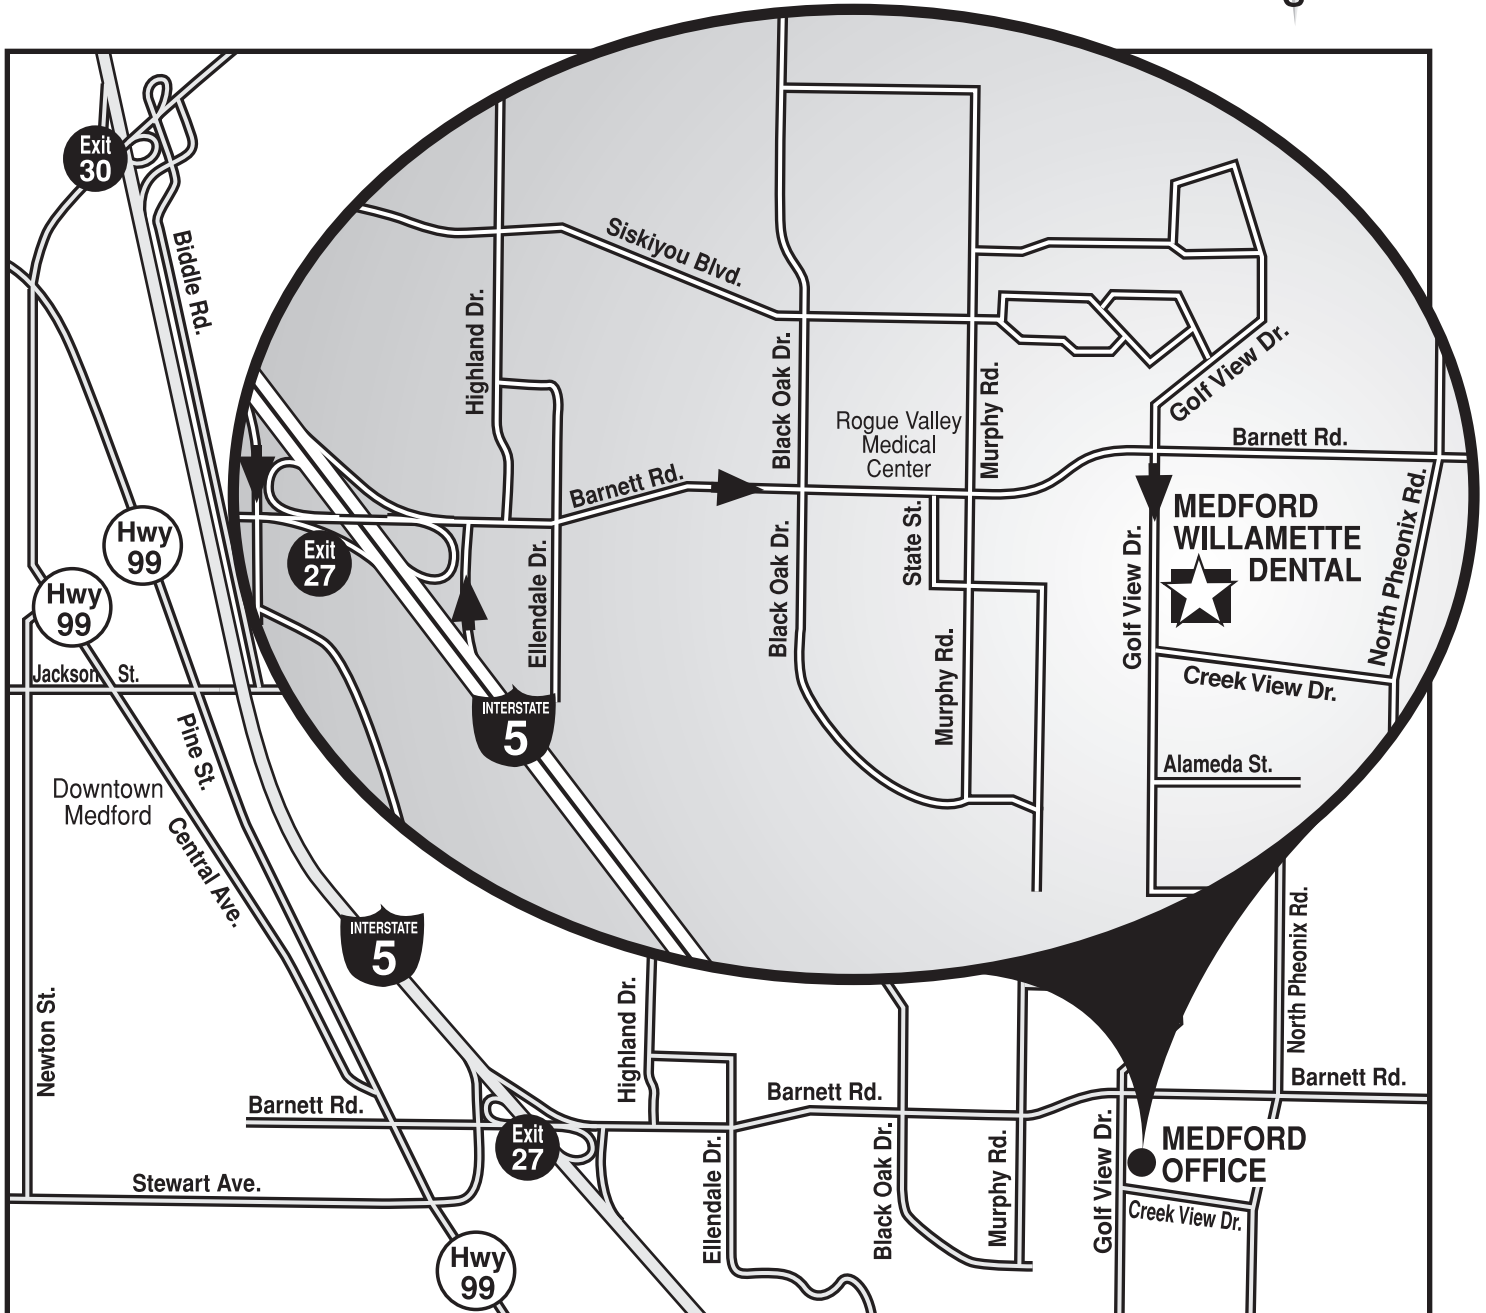 Exit
30
Biddle Rd.
Siskiyou Blvd.
Highland Dr.
Black Oak Dr.
Rogue Valley
Medical
Center
Murphy Rd.
Golf View Dr.
Barnett Rd.
Barnett Rd.
MEDFORD
WILLAMETTE
DENTAL
North Pheonix Rd.
Hwy
99
Exit
27
Ellendale Dr.
Black Oak Dr.
State St.
Golf View Dr.
Hwy
99
Jackson St.
Murphy Rd.
Creek View Dr.
INTERSTATE
5
Pine St.
Alameda St.
Downtown
Medford
Central Ave.
INTERSTATE
5
Newton St.
Highland Dr.
North Pheonix Rd.
Barnett Rd.
Barnett Rd.
Barnett Rd.
Exit
27
Ellendale Dr.
Black Oak Dr.
Murphy Rd.
Golf View Dr.
MEDFORD
OFFICE
Stewart Ave.
Creek View Dr.
Hwy
99